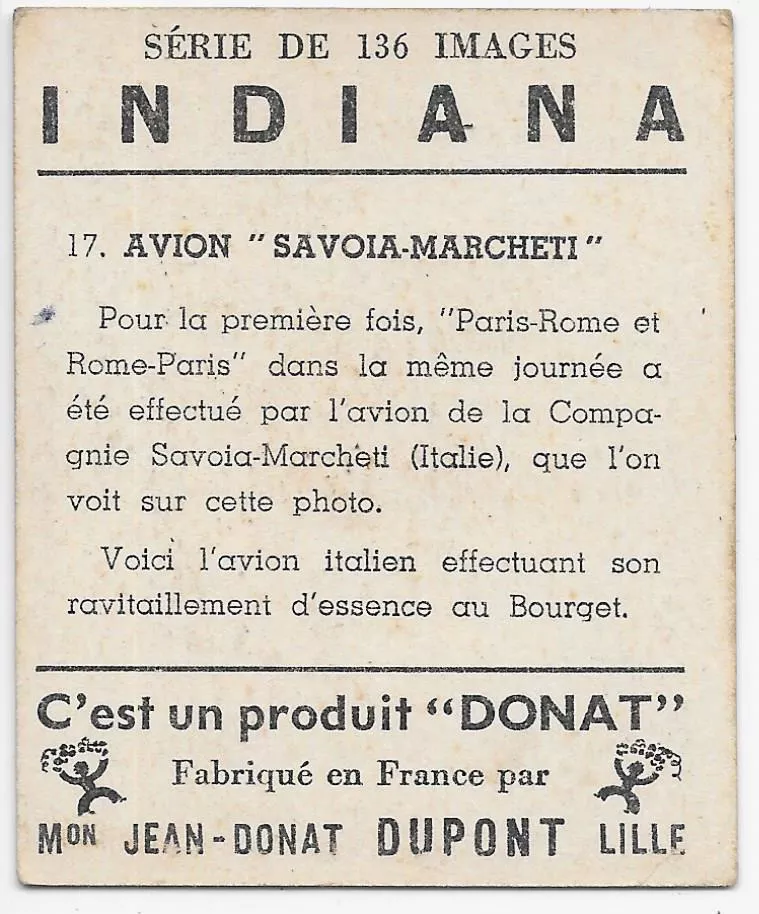 SÉRIE DE 136 IMAGES
INDIANA
17. AVION "SAVOIA-MARCHETI"
Pour la première fois, "Paris-Rome et
Rome-Paris" dans la même journée a
été effectué par l'avion de la Compa-
gnie Savoia-Marcheti (Italie), que l'on
voit sur cette photo.
Voici l'avion italien effectuant son
ravitaillement d'essence au Bourget.
C'est un produit "DONAT"
Fabriqué en France par
MON JEAN-DONAT DUPONT LILLE